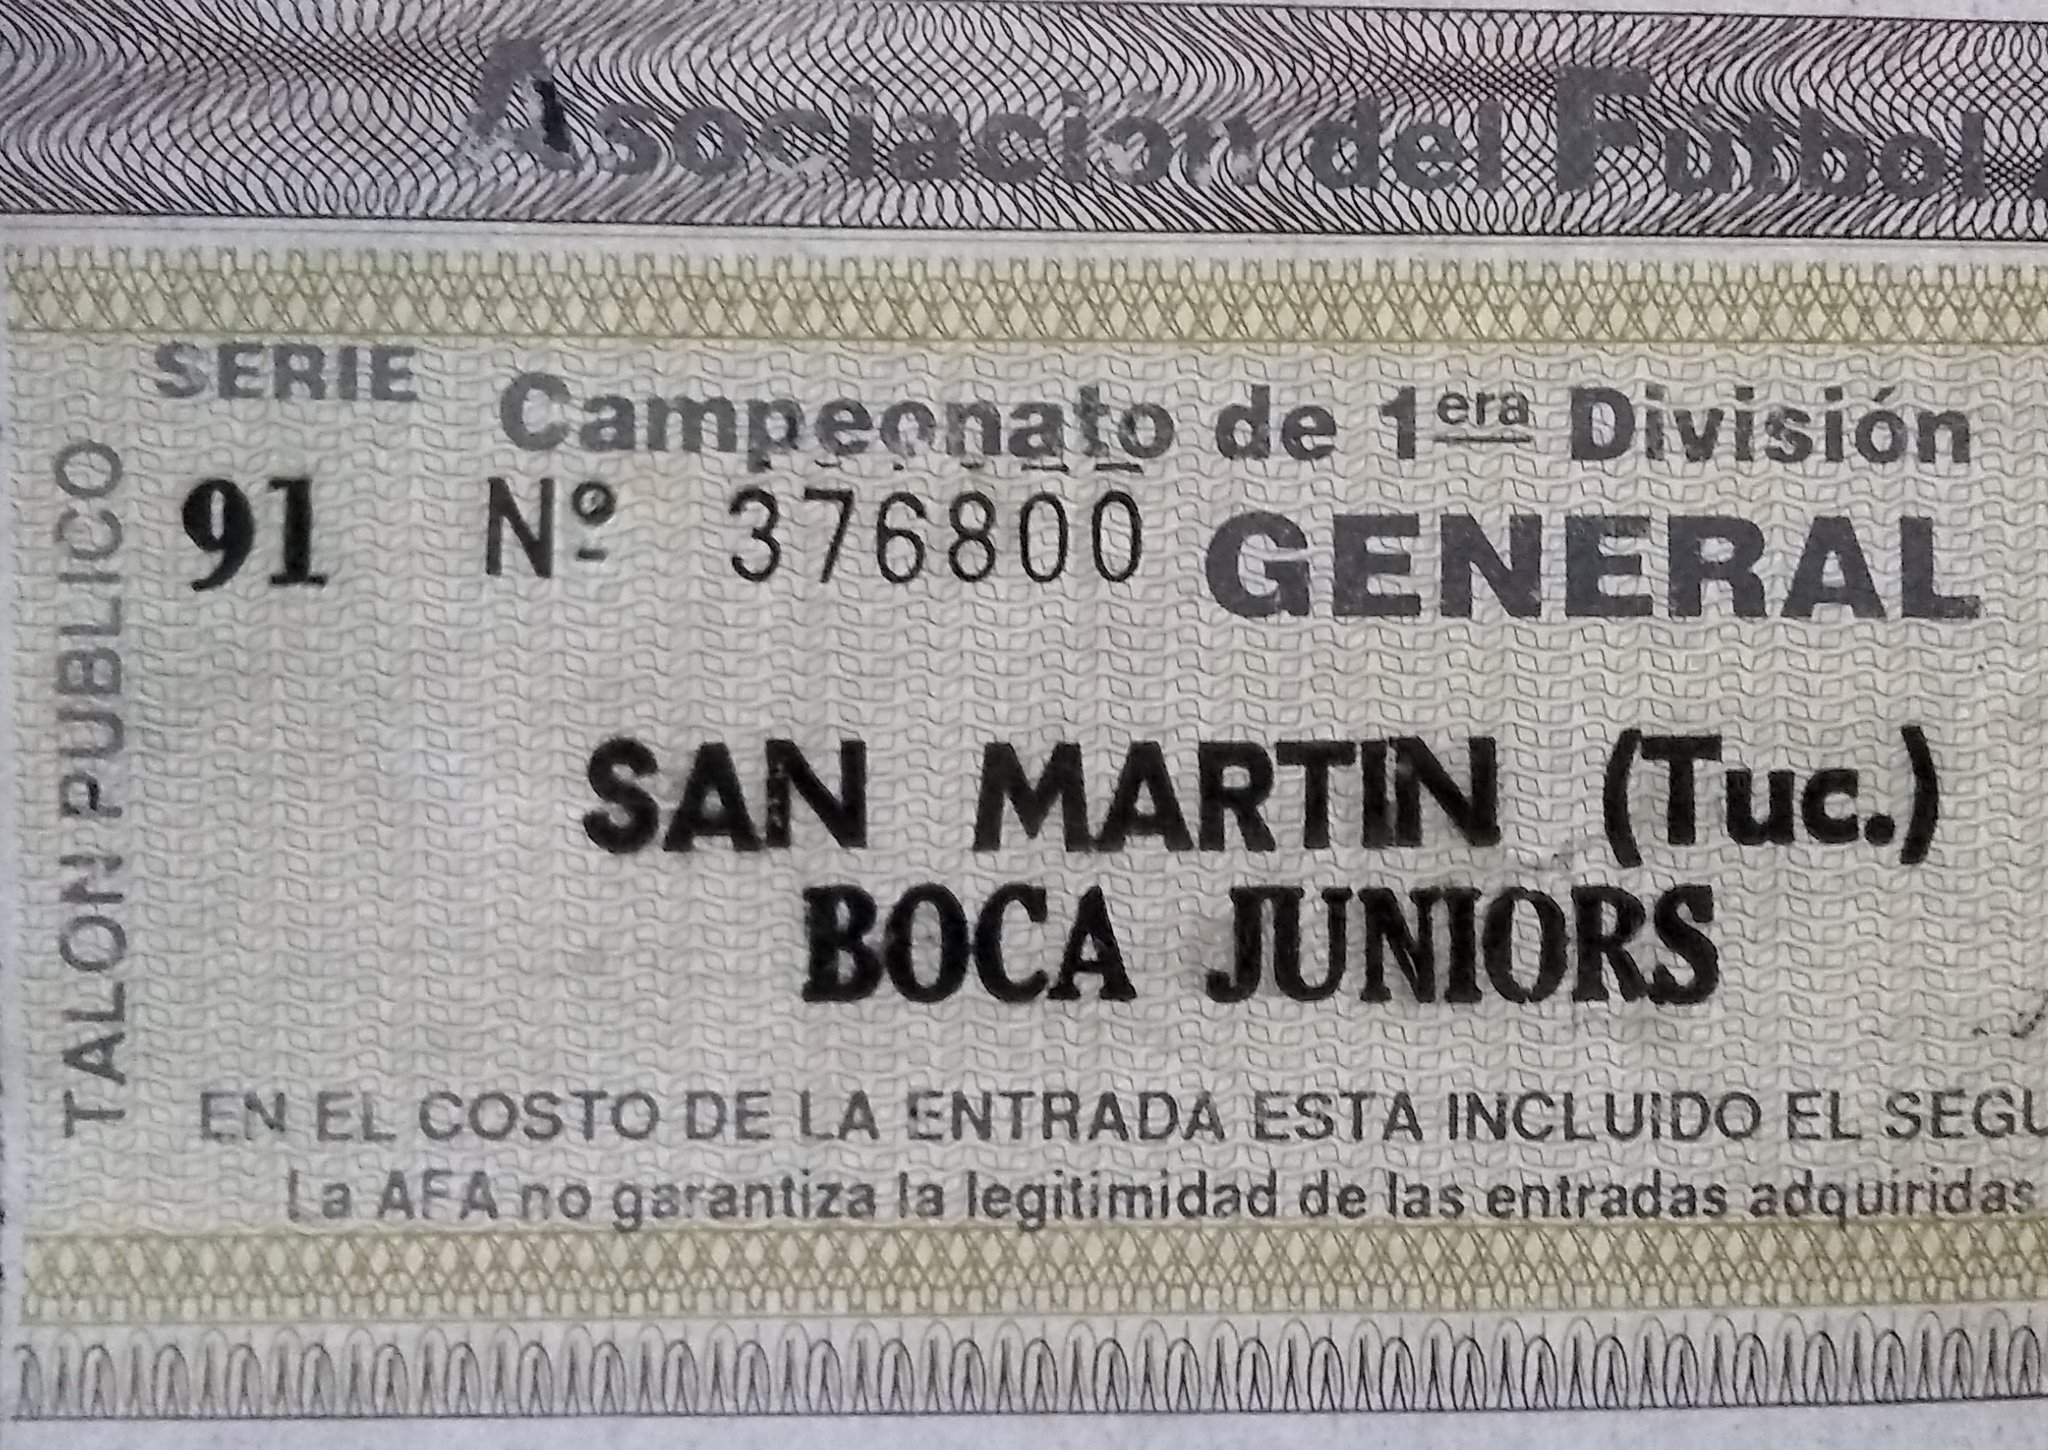 Asociación del Fútbol
SERIE
Campeonato de 1era División
91 Nº 376800 GENERAL
SAN MARTIN (Tuc.)
BOCA JUNIORS
EN EL COSTO DE LA ENTRADA ESTA INCLUIDO EL SEGU
La AFA no garantiza la legitimidad de las entradas adquiridas
TALON PUBLICO